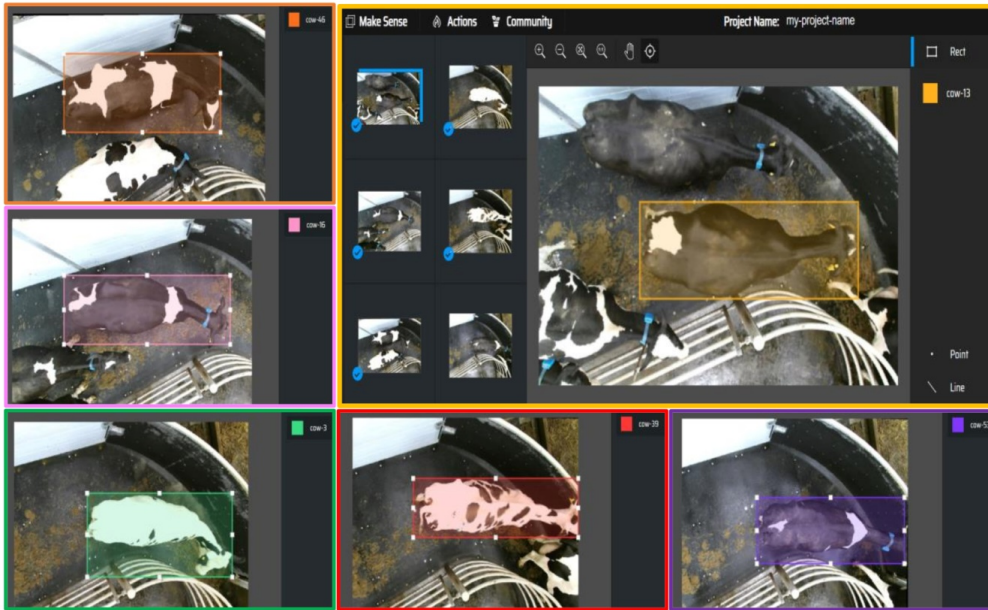 cow-46
Make Sense
Actions
Community
Project Name: my-project-name
Rect
cow-13
cow-16
Point
Line
cow-3
cow-39